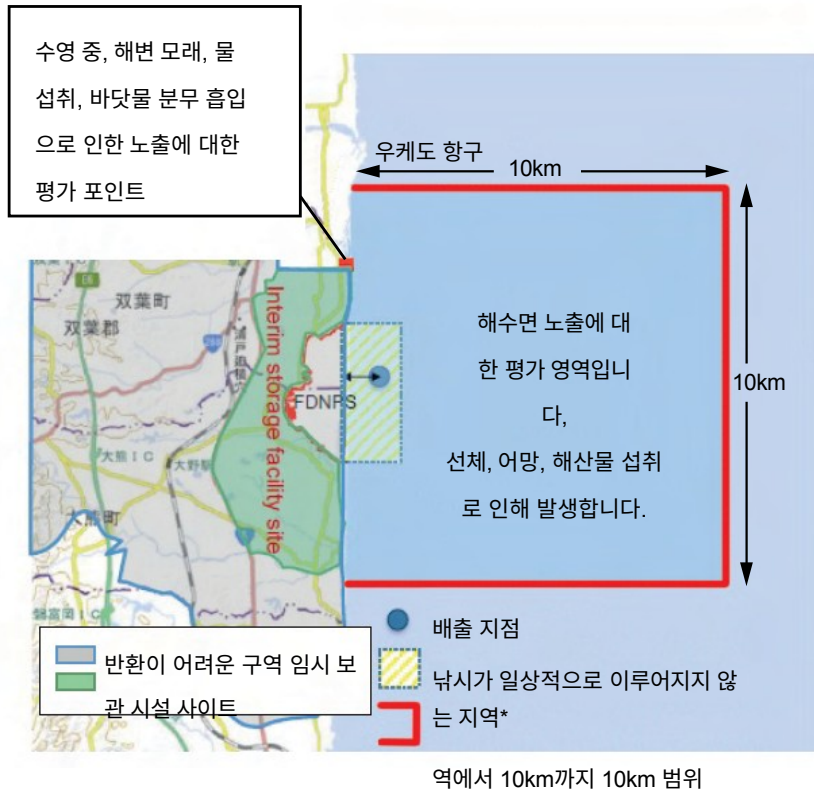 수영 중, 해변 모래, 물
섭취, 바닷물 분무 흡입
으로 인한 노출에 대한
평가 포인트
우케도 항구
10km
해수면 노출에 대
한 평가 영역입니
다,
선체, 어망, 해산물 섭취
로 인해 발생합니다.
10km
双葉町
双葉郡
Interim storage facility site
FDNPS
大熊IC
大野駅
大熊町
반환이 어려운 구역 임시 보
관 시설 사이트
배출 지점
낚시가 일상적으로 이루어지지 않
는 지역*
역에서 10km까지 10km 범위